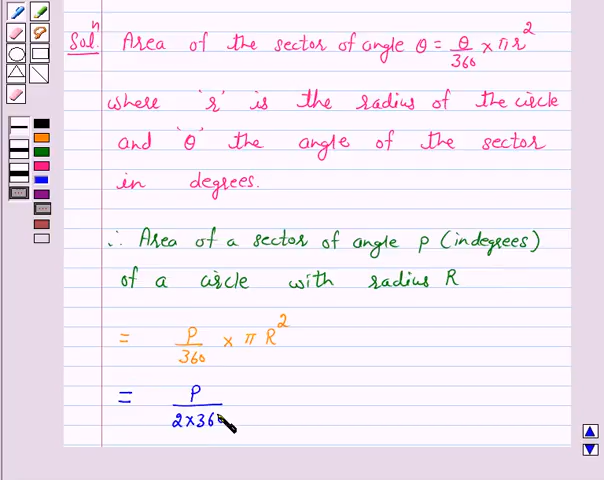 Solⁿ. Area of the sector of angle θ = θ/360 × πr²
where 'r' is the radius of the circle
and 'θ' the angle of the sector
in degrees.
∴ Area of a sector of angle p (indegrees)
of a circle with radius R
= P/360 × πR²
= P/2×360